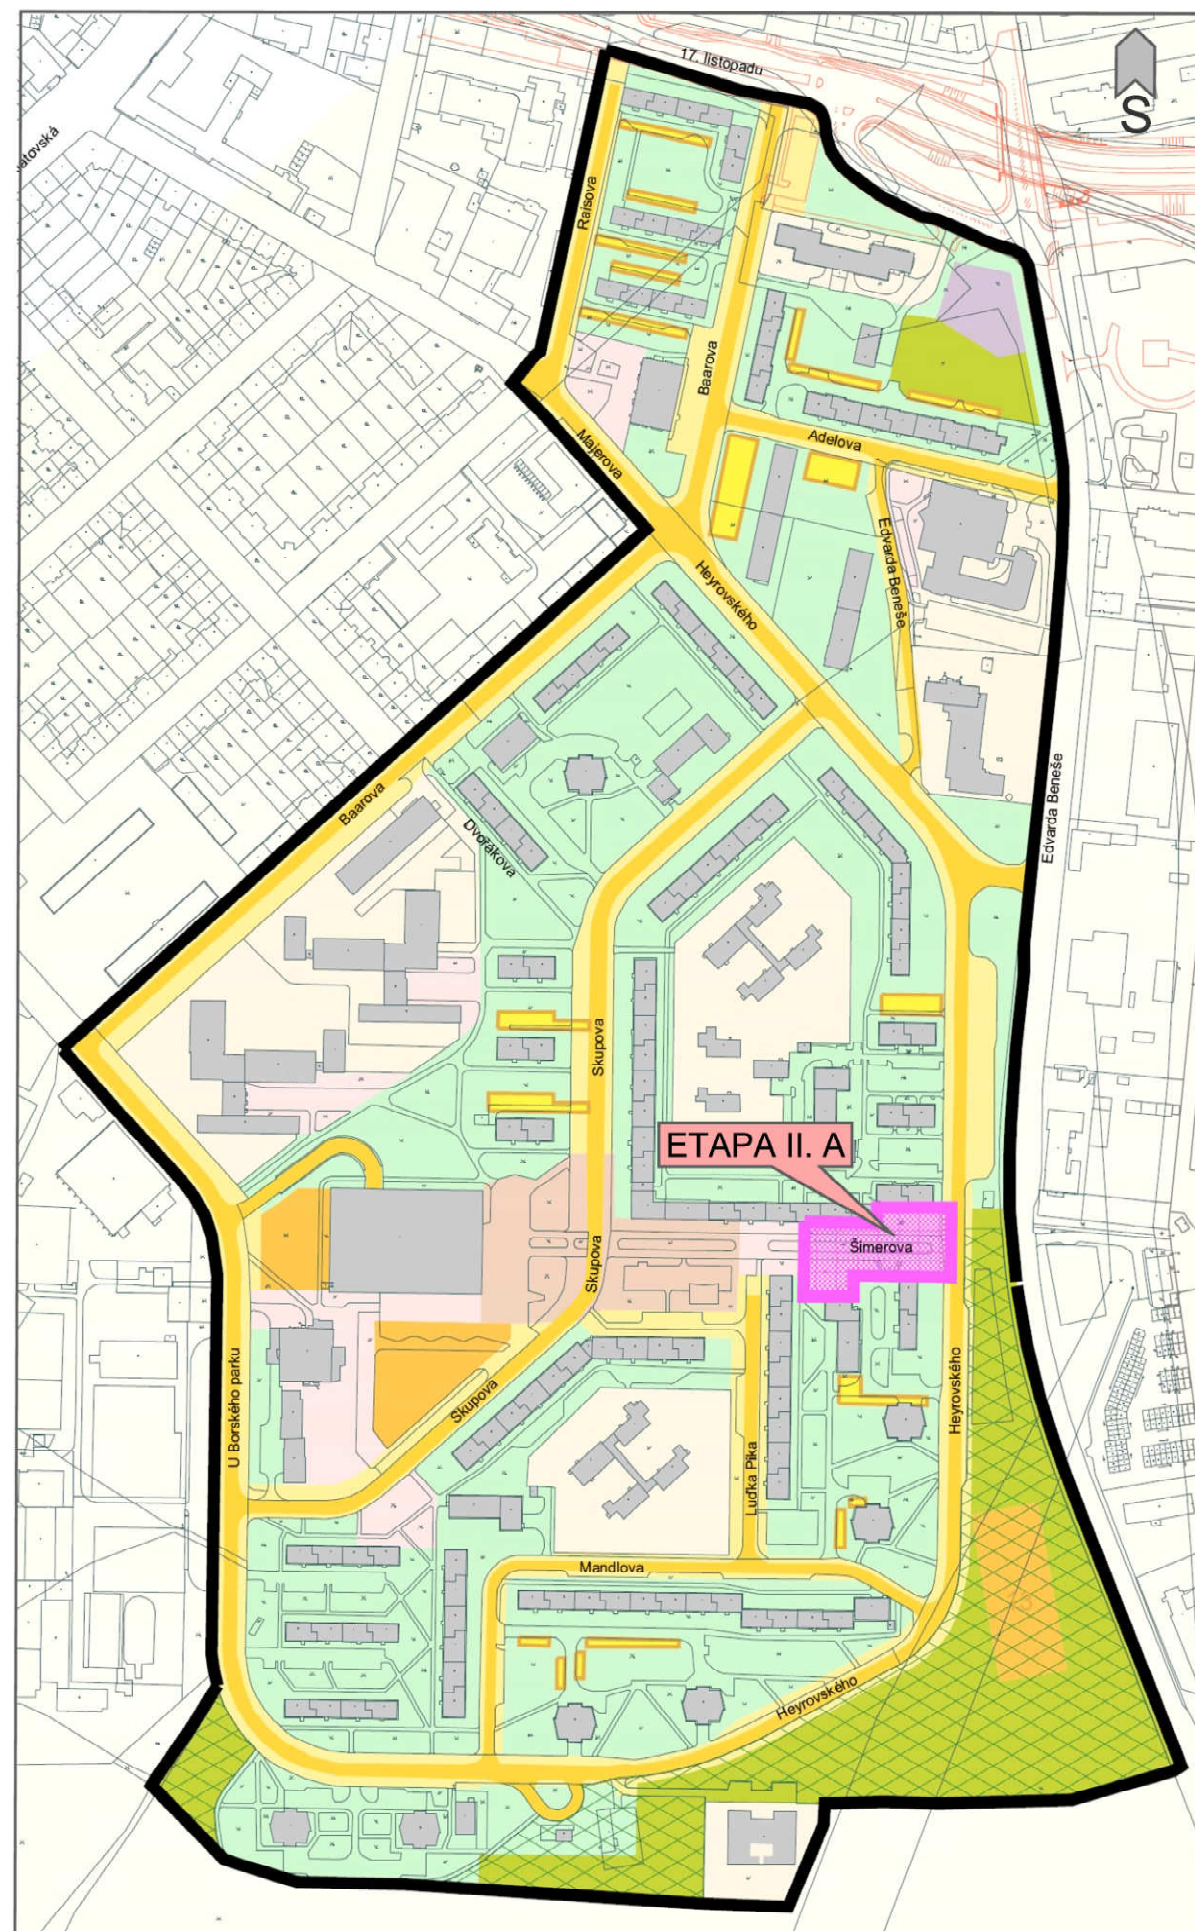 17. listopadu
S
Raisova
Baarova
Majerova
Adelova
Edvarda Beneše
Heyrovského
Edvarda Beneše
Baarova
Dvořákova
Skupova
ETAPA II. A
Šimerova
Skupova
U Borského parku
Skupova
Heyrovského
Luďka Pika
Mandlova
Heyrovského